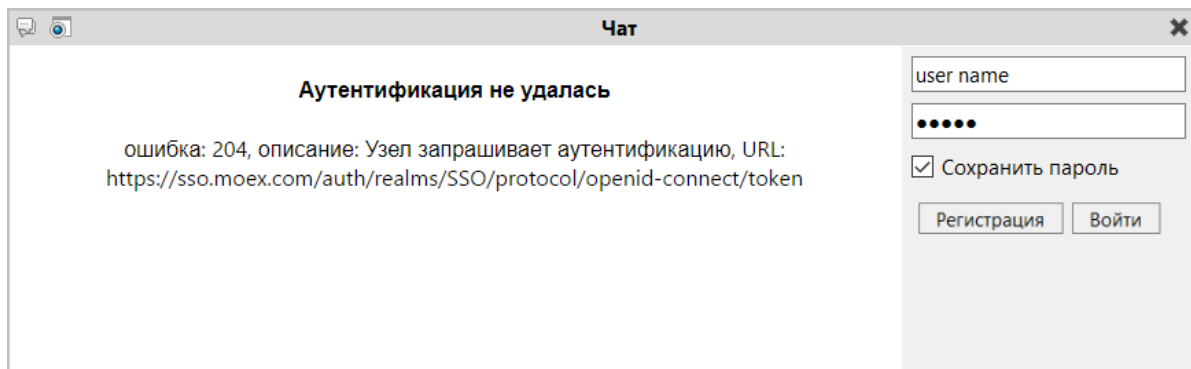 Чат
Аутентификация не удалась
ошибка: 204, описание: Узел запрашивает аутентификацию, URL:
https://sso.moex.com/auth/realms/SSO/protocol/openid-connect/token
user name
•••••
Сохранить пароль
Регистрация
Войти